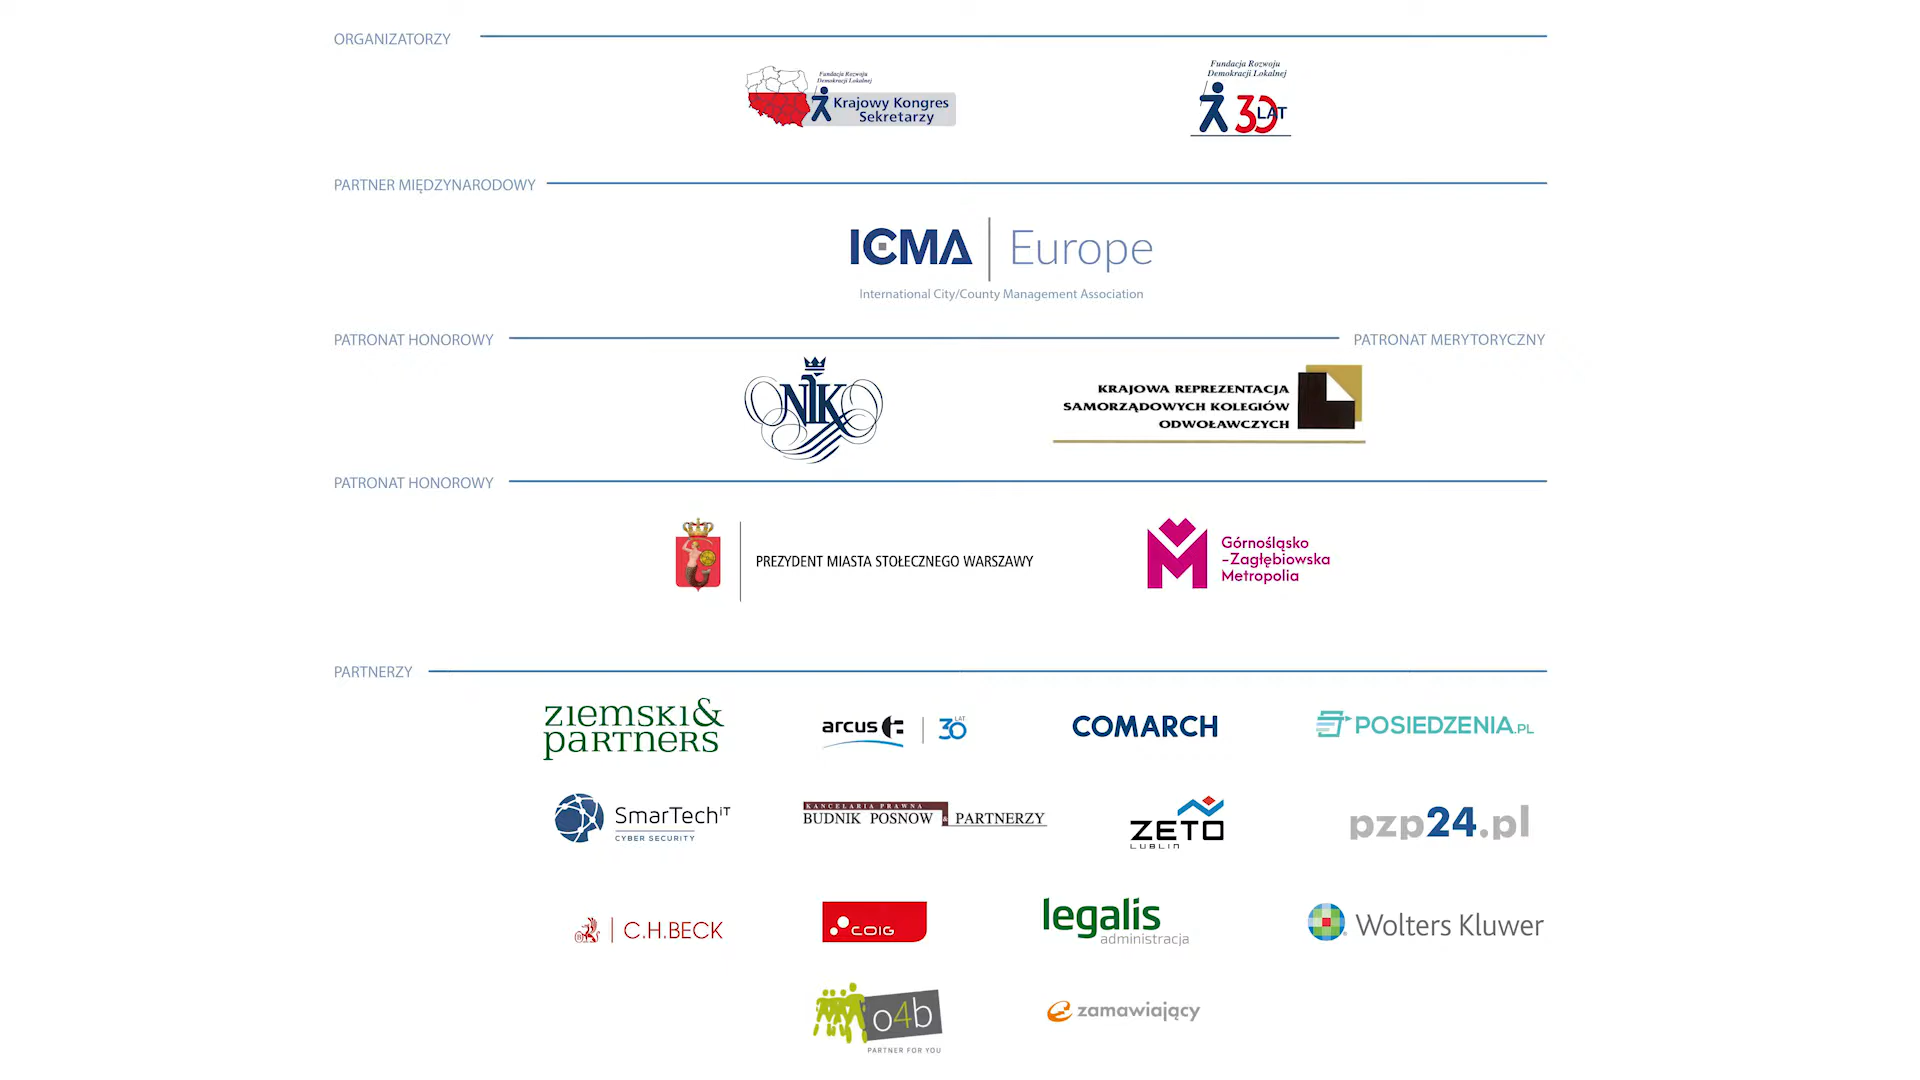 ORGANIZATORZY
Fundacja Rozwoju
Demokracji Lokalnej
Krajowy Kongres
Sekretarzy
Fundacja Rozwoju
Demokracji Lokalnej
30 LAT
PARTNER MIĘDZYNARODOWY
ICMA Europe
International City/County Management Association
PATRONAT HONOROWY
PATRONAT MERYTORYCZNY
NIK
KRAJOWA REPREZENTACJA
SAMORZĄDOWYCH KOLEGIÓW
ODWOŁAWCZYCH
PATRONAT HONOROWY
PREZYDENT MIASTA STOŁECZNEGO WARSZAWY
Górnośląsko
-Zagłębiowska
Metropolia
PARTNERZY
ziemski&
partners
arcus 30 LAT
COMARCH
POSIEDZENIA.PL
SmarTech IT
CYBER SECURITY
KANCELARIA PRAWNA
BUDNIK POSNOW & PARTNERZY
ZETO
LUBLIN
pzp24.pl
C.H.BECK
COIG
legalis
administracja
Wolters Kluwer
o4b
PARTNER FOR YOU
e zamawiający